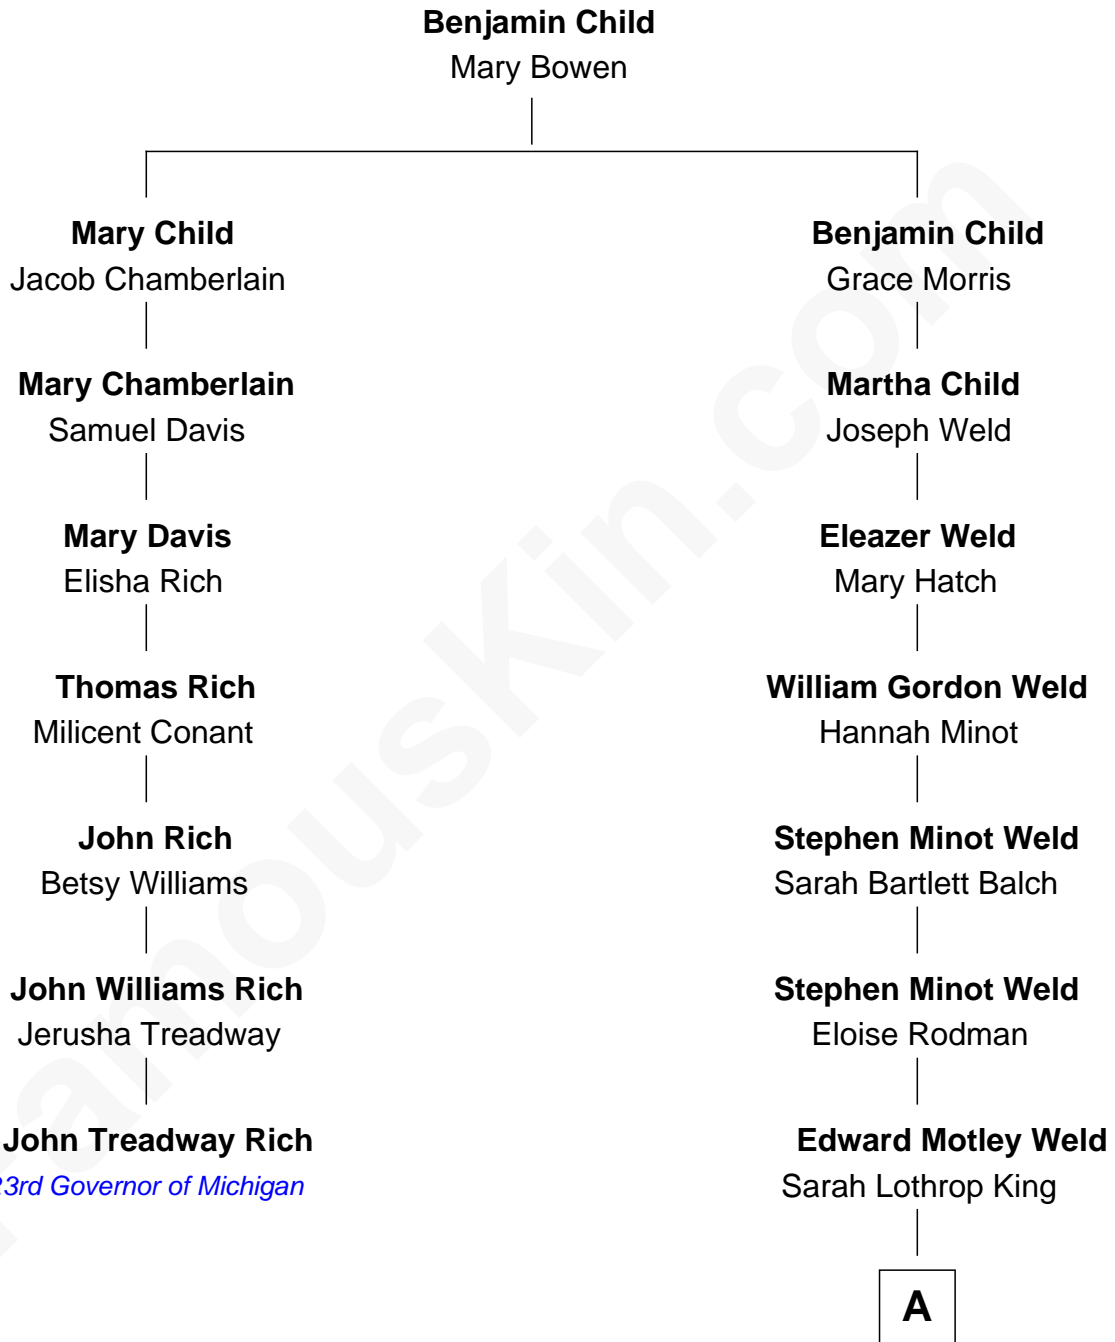 Benjamin Child
Mary Bowen
Mary Child
Jacob Chamberlain
Benjamin Child
Grace Morris
Mary Chamberlain
Samuel Davis
Martha Child
Joseph Weld
Mary Davis
Elisha Rich
Eleazer Weld
Mary Hatch
Thomas Rich
Milicent Conant
William Gordon Weld
Hannah Minot
John Rich
Betsy Williams
Stephen Minot Weld
Sarah Bartlett Balch
John Williams Rich
Jerusha Treadway
Stephen Minot Weld
Eloise Rodman
John Treadway Rich
23rd Governor of Michigan
Edward Motley Weld
Sarah Lothrop King
A
FamousKin.com